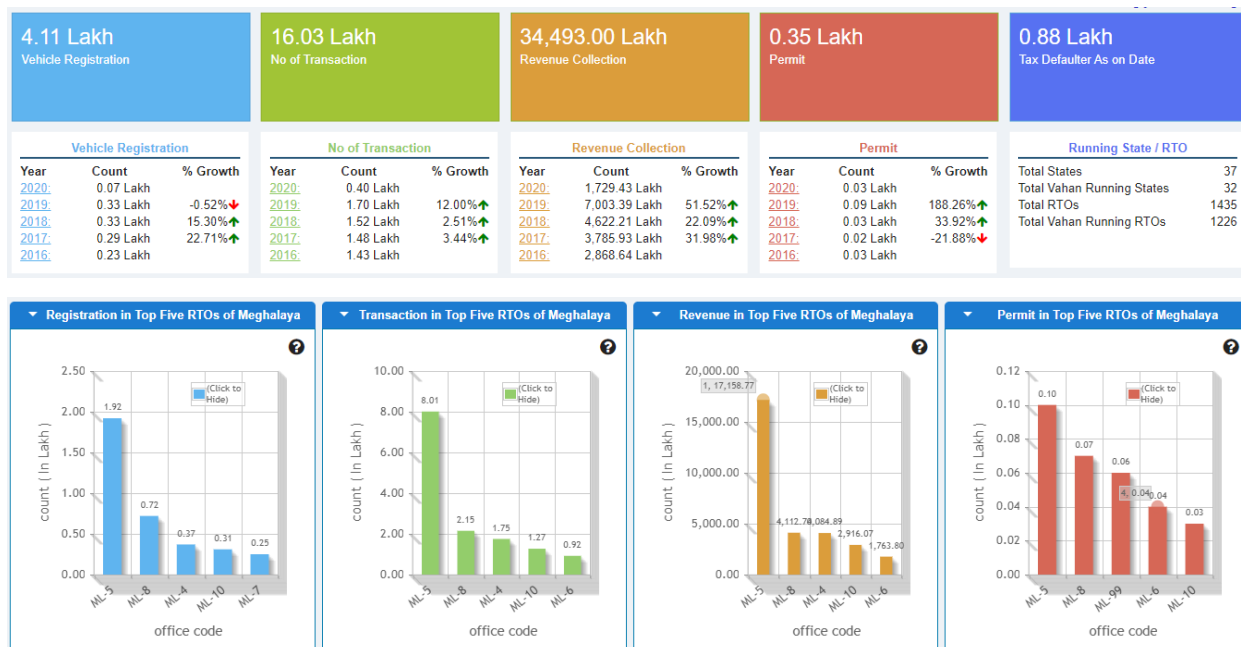 4.11 Lakh
Vehicle Registration
16.03 Lakh
No of Transaction
34,493.00 Lakh
Revenue Collection
0.35 Lakh
Permit
0.88 Lakh
Tax Defaulter As on Date
Vehicle Registration
Year Count % Growth
2020: 0.07 Lakh
2019: 0.33 Lakh -0.52%
2018: 0.33 Lakh 15.30%
2017: 0.29 Lakh 22.71%
2016: 0.23 Lakh
No of Transaction
Year Count % Growth
2020: 0.40 Lakh
2019: 1.70 Lakh 12.00%
2018: 1.52 Lakh 2.51%
2017: 1.48 Lakh 3.44%
2016: 1.43 Lakh
Revenue Collection
Year Count % Growth
2020: 1,729.43 Lakh
2019: 7,003.39 Lakh 51.52%
2018: 4,622.21 Lakh 22.09%
2017: 3,785.93 Lakh 31.98%
2016: 2,868.64 Lakh
Permit
Year Count % Growth
2020: 0.03 Lakh
2019: 0.09 Lakh 188.26%
2018: 0.03 Lakh 33.92%
2017: 0.02 Lakh -21.88%
2016: 0.03 Lakh
Running State / RTO
Total States 37
Total Vahan Running States 32
Total RTOs 1435
Total Vahan Running RTOs 1226
Registration in Top Five RTOs of Meghalaya
?
(Click to
Hide)
count ( In Lakh )
2.50
2.00
1.50
1.00
0.50
0.00
1.92
0.72
0.37
0.31
0.25
ML-5 ML-8 ML-4 ML-10 ML-7
office code
Transaction in Top Five RTOs of Meghalaya
?
(Click to
Hide)
count ( In Lakh )
10.00
8.00
6.00
4.00
2.00
0.00
8.01
2.15
1.75
1.27
0.92
ML-5 ML-8 ML-4 ML-10 ML-6
office code
Revenue in Top Five RTOs of Meghalaya
?
(Click to
Hide)
count ( In Lakh )
20,000.00
15,000.00
10,000.00
5,000.00
0.00
1, 17,158.77
4,084.89
2,916.07
1,763.80
ML-5 ML-8 ML-4 ML-10 ML-6
office code
Permit in Top Five RTOs of Meghalaya
?
(Click to
Hide)
count ( In Lakh )
0.12
0.10
0.08
0.06
0.04
0.02
0.00
0.10
0.07
0.06
4, 0.04
0.04
0.03
ML-5 ML-8 ML-99 ML-6 ML-10
office code